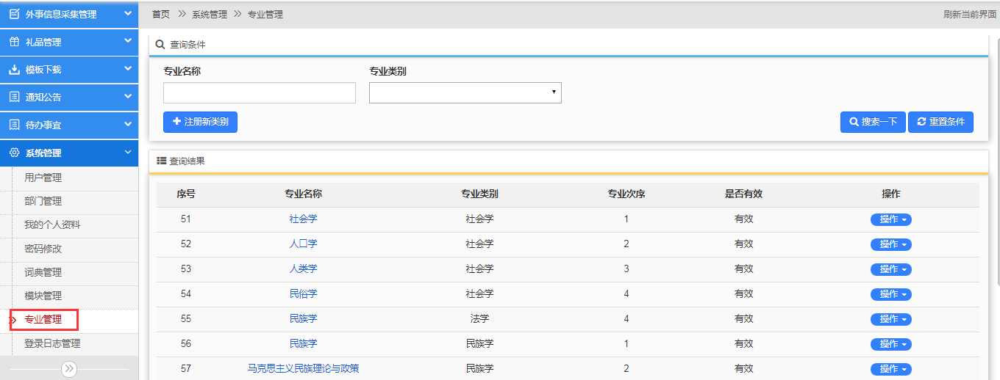 外事信息采集管理
礼品管理
模板下载
通知公告
待办事宜
系统管理
用户管理
部门管理
我的个人资料
密码修改
词典管理
模块管理
专业管理
登录日志管理
首页 系统管理 专业管理 刷新当前界面
查询条件
专业名称 专业类别
注册新类别 搜索一下 重置条件
查询结果
序号 专业名称 专业类别 专业次序 是否有效 操作
51 社会学 社会学 1 有效 操作
52 人口学 社会学 2 有效 操作
53 人类学 社会学 3 有效 操作
54 民俗学 社会学 4 有效 操作
55 民族学 法学 4 有效 操作
56 民族学 民族学 1 有效 操作
57 马克思主义民族理论与政策 民族学 2 有效 操作